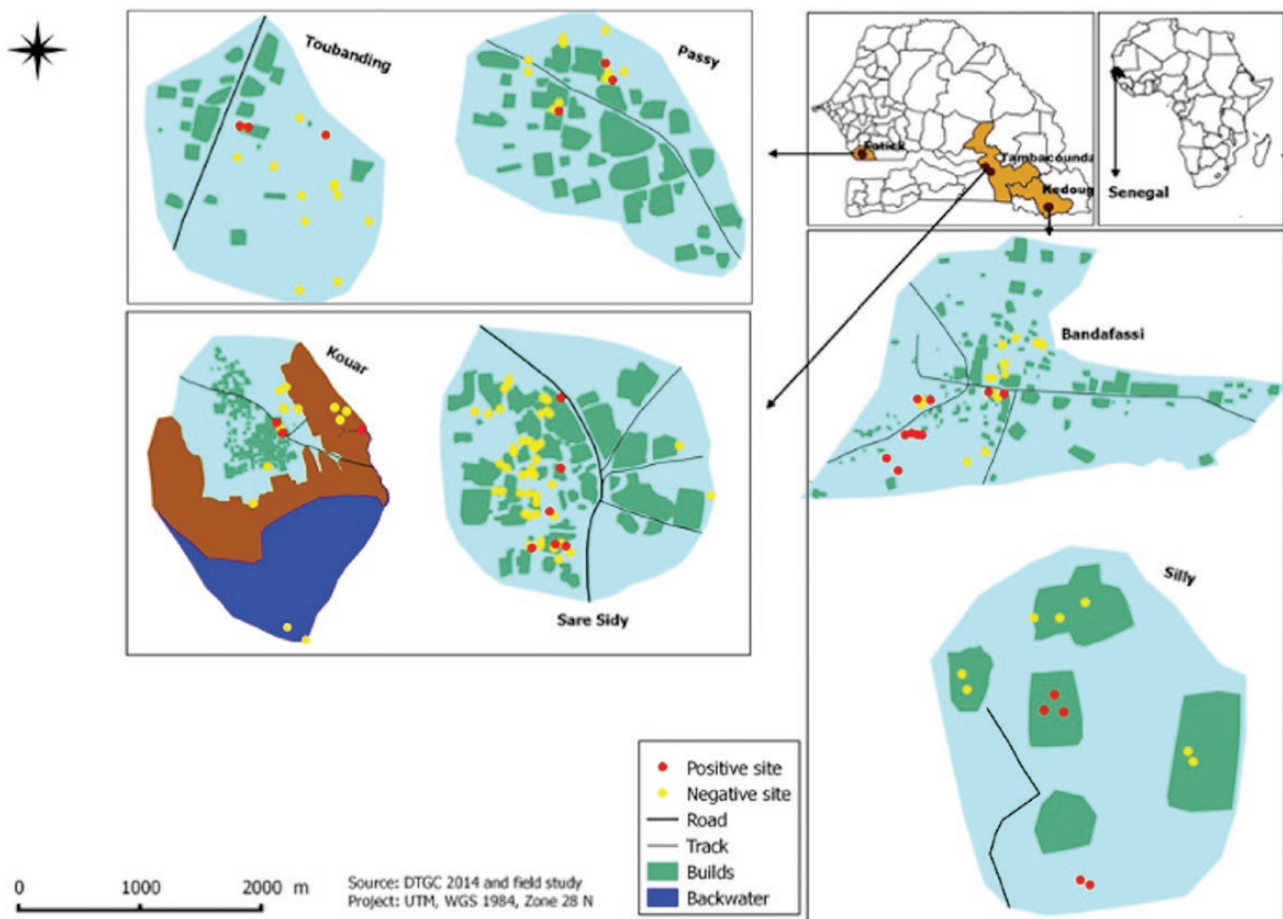 Toubanding
Passy
Fatick
Tambacounda
Kedoug
Senegal
Kouar
Sare Sidy
Bandafassi
Silly
Positive site
Negative site
Road
Track
Builds
Backwater
0 1000 2000 m
Source: DTGC 2014 and field study
Project: UTM, WGS 1984, Zone 28 N